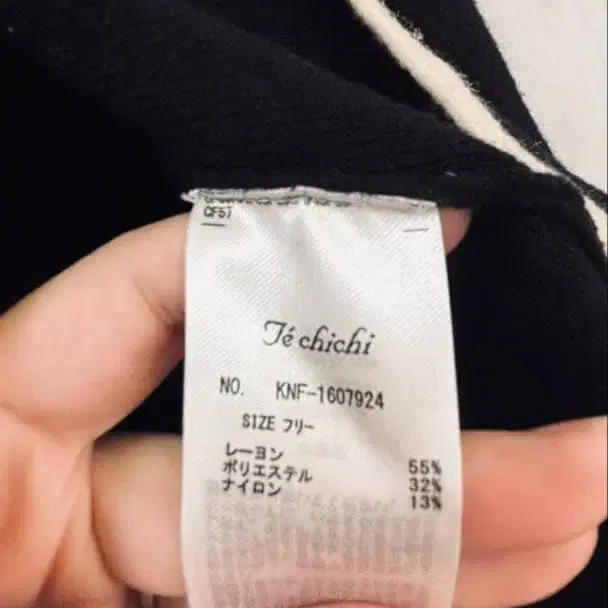 CF57
Té chichi
NO. KNF-1607924
SIZE フリー
レーヨン 55%
ポリエステル 32%
ナイロン 13%